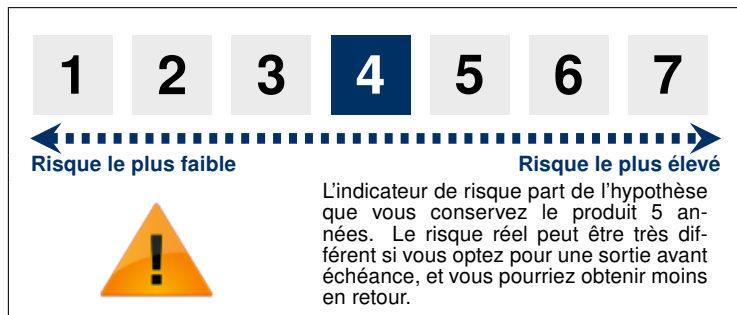 1 2 3 4 5 6 7
Risque le plus faible Risque le plus élevé
L'indicateur de risque part de l'hypothèse
que vous conservez le produit 5 an-
nées. Le risque réel peut être très dif-
férent si vous optez pour une sortie avant
échéance, et vous pourriez obtenir moins
en retour.
!